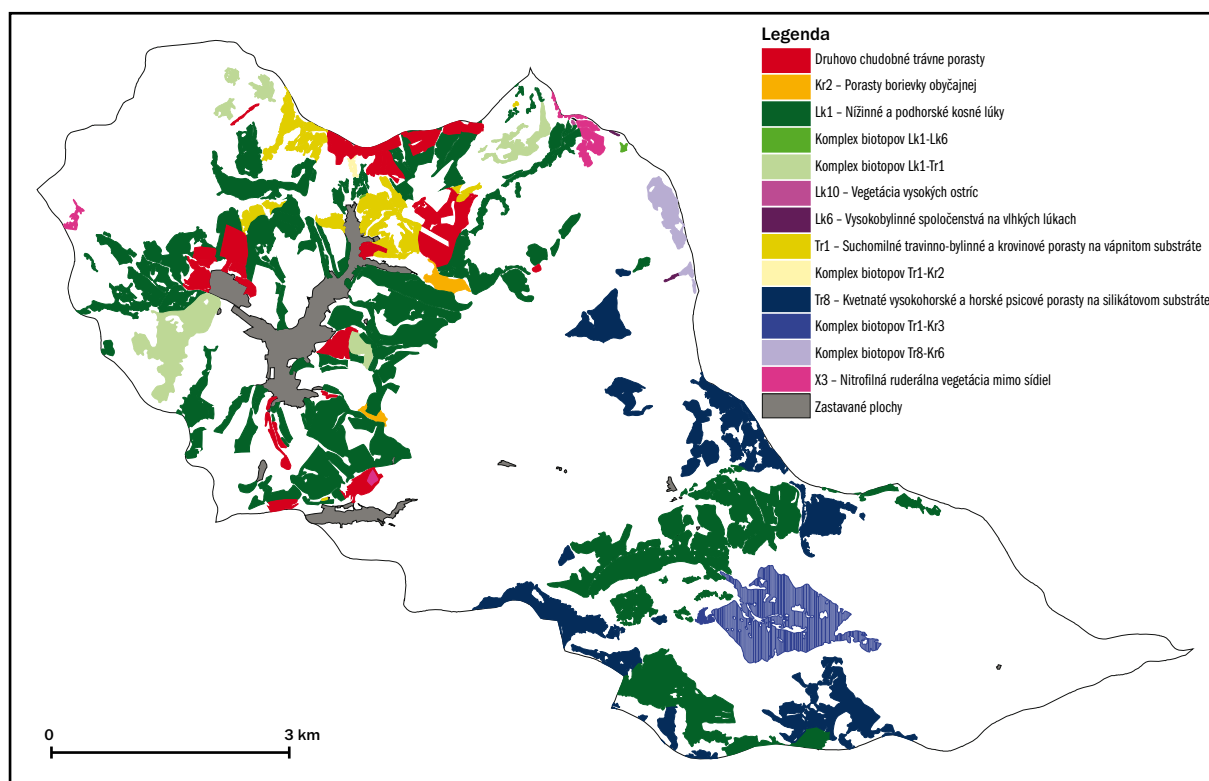 Legenda
Druhovo chudobné trávne porasty
Kr2 – Porasty borievky obyčajnej
Lk1 – Nížinné a podhorské kosné lúky
Komplex biotopov Lk1-Lk6
Komplex biotopov Lk1-Tr1
Lk10 – Vegetácia vysokých ostríc
Lk6 – Vysokobylinné spoločenstvá na vlhkých lúkach
Tr1 – Suchomilné travinno-bylinné a krovinové porasty na vápnitom substráte
Komplex biotopov Tr1-Kr2
Tr8 – Kvetnaté vysokohorské a horské psicové porasty na silikátovom substráte
Komplex biotopov Tr1-Kr3
Komplex biotopov Tr8-Kr6
X3 – Nitrofilná ruderálna vegetácia mimo sídiel
Zastavané plochy
0 3 km